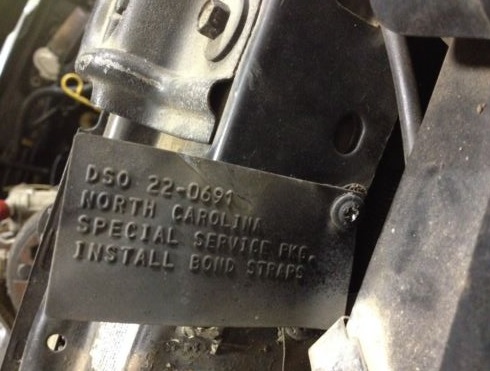 DSO 22-0691
NORTH CAROLINA
SPECIAL SERVICE PKG.
INSTALL BOND STRAPS